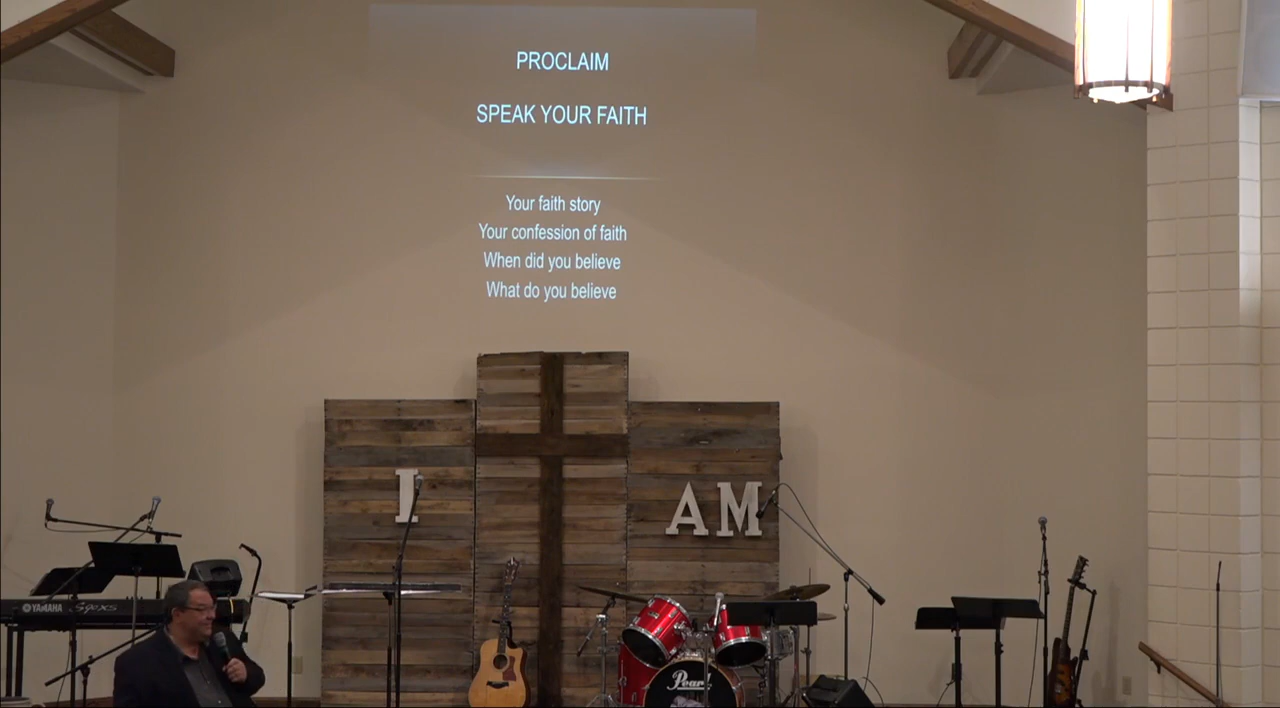 PROCLAIM
SPEAK YOUR FAITH
Your faith story
Your confession of faith
When did you believe
What do you believe
I AM
YAMAHA S90XS
Pearl